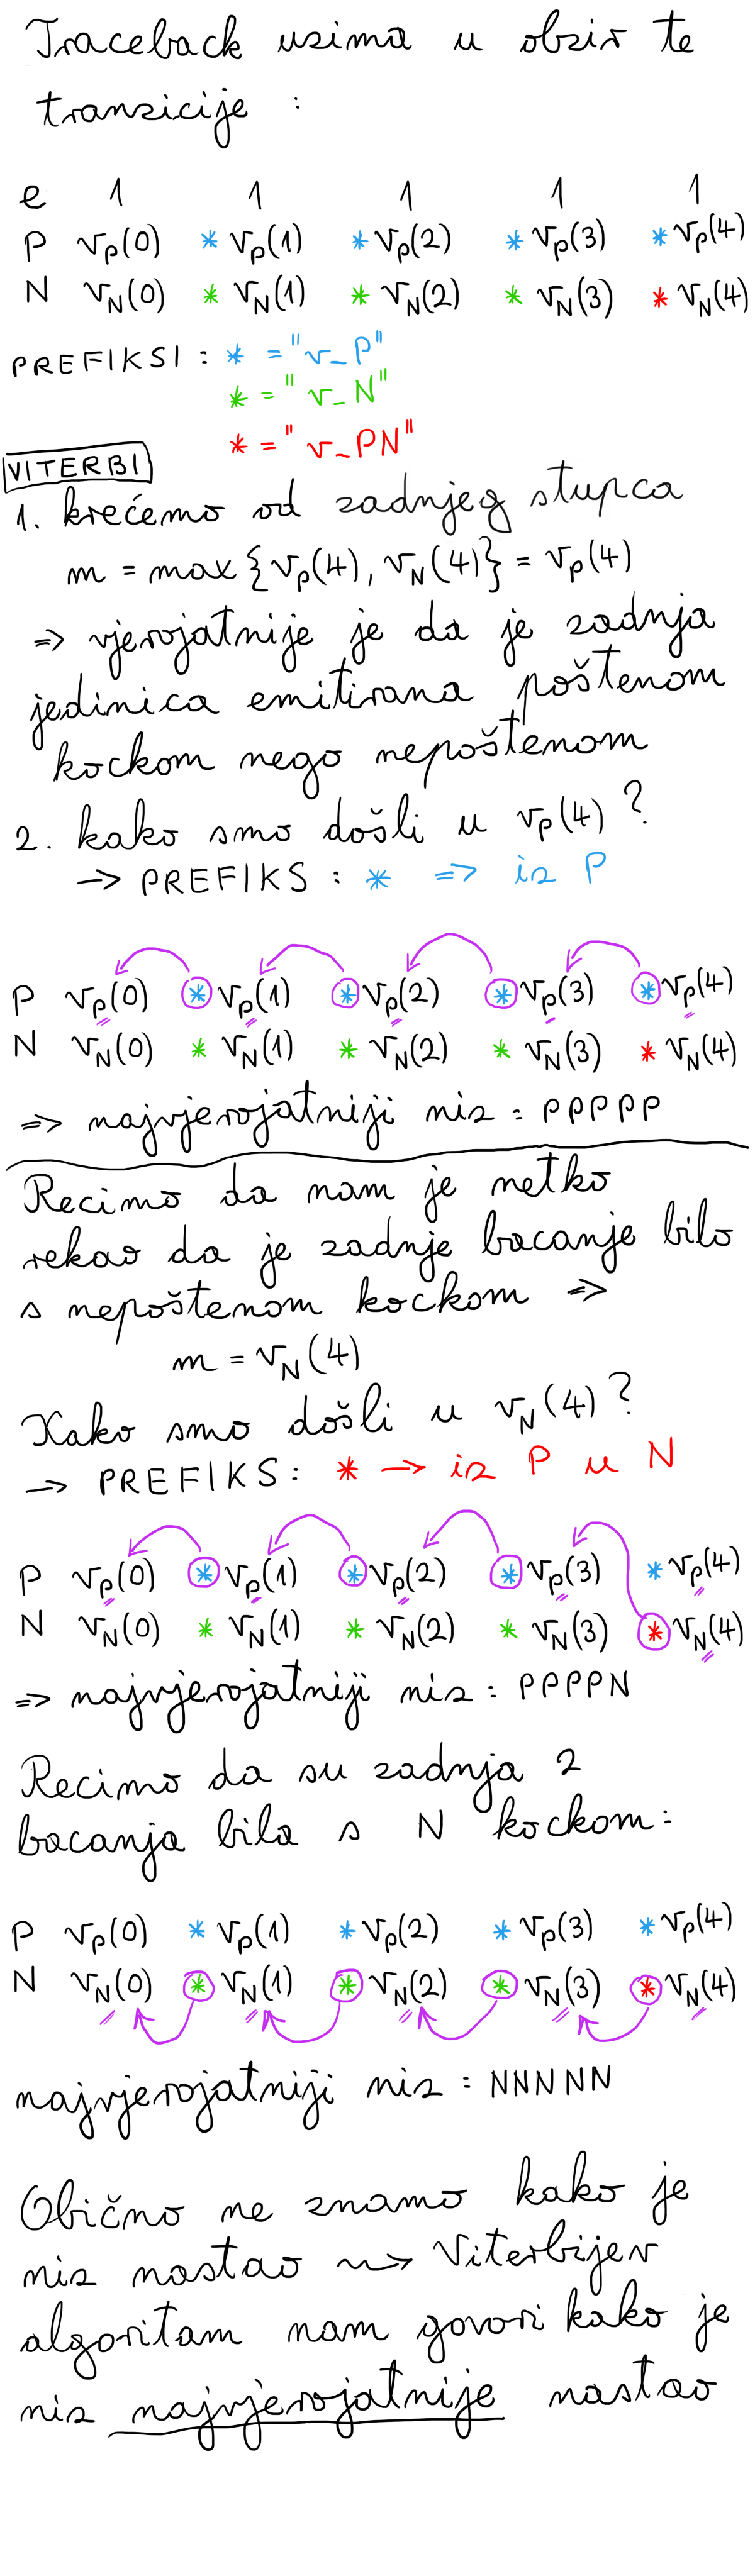 Traceback uzima u obzir te
tranzicije :
e 1 1 1 1 1
P v_P(0) * v_P(1) * v_P(2) * v_P(3) * v_P(4)
N v_N(0) * v_N(1) * v_N(2) * v_N(3) * v_N(4)
PREFIKSI : * = "v_P"
* = "v_N"
* = "v_PN"
VITERBI
1. krećemo od zadnjeg stupca
m = max {v_P(4), v_N(4)} = v_P(4)
⇒ vjerojatnije je da je zadnja
jedinica emitirana poštenom
kockom nego nepoštenom
2. kako smo došli u v_P(4) ?
→ PREFIKS : * ⇒ iz P
P v_P(0) * v_P(1) * v_P(2) * v_P(3) * v_P(4)
N v_N(0) * v_N(1) * v_N(2) * v_N(3) * v_N(4)
⇒ najvjerojatniji niz = PPPPP
Recimo da nam je netko
rekao da je zadnje bacanje bilo
s nepoštenom kockom ⇒
m = v_N(4)
Kako smo došli u v_N(4) ?
→ PREFIKS : * → iz P u N
P v_P(0) * v_P(1) * v_P(2) * v_P(3) * v_P(4)
N v_N(0) * v_N(1) * v_N(2) * v_N(3) * v_N(4)
⇒ najvjerojatniji niz : PPPPN
Recimo da su zadnja 2
bacanja bila s N kockom :
P v_P(0) * v_P(1) * v_P(2) * v_P(3) * v_P(4)
N v_N(0) * v_N(1) * v_N(2) * v_N(3) * v_N(4)
najvjerojatniji niz : NNNNN
Obično ne znamo kako je
niz nastao ⇝ Viterbijev
algoritam nam govori kako je
niz najvjerojatnije nastao